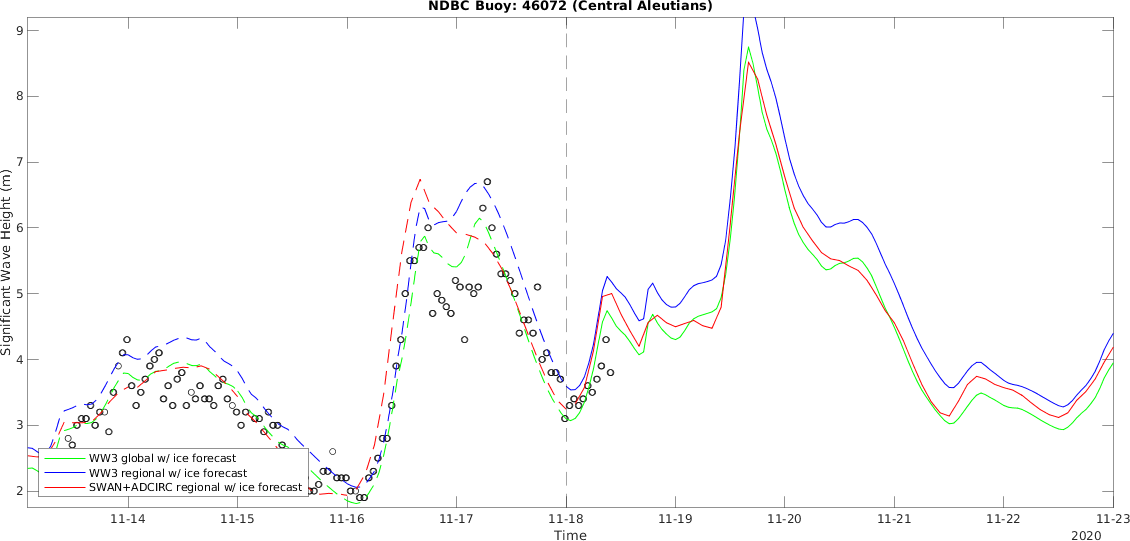 NDBC Buoy: 46072 (Central Aleutians)
9
8
7
6
5
4
3
2
Significant Wave Height (m)
WW3 global w/ ice forecast
WW3 regional w/ ice forecast
SWAN+ADCIRC regional w/ ice forecast
11-14 11-15 11-16 11-17 11-18 11-19 11-20 11-21 11-22 11-23
Time
2020